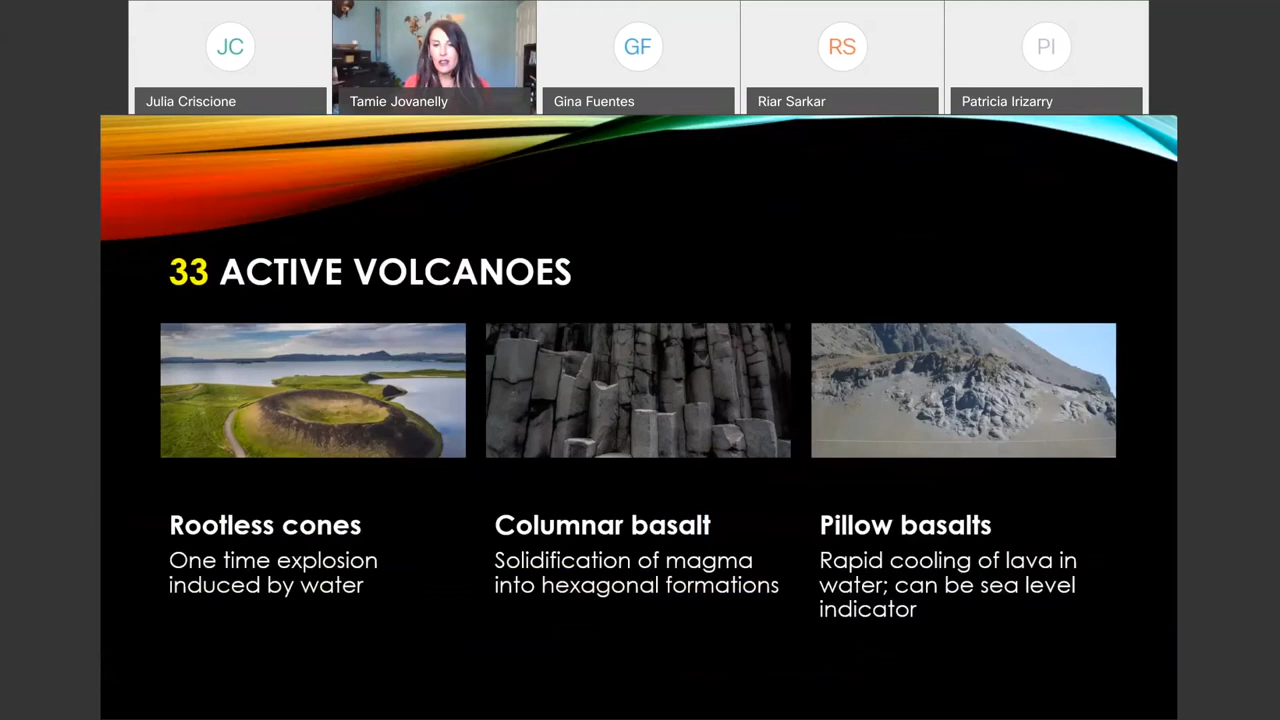 JC
GF
RS
PI
Julia Criscione
Tamie Jovanelly
Gina Fuentes
Riar Sarkar
Patricia Irizarry
33 ACTIVE VOLCANOES
Rootless cones
One time explosion
induced by water
Columnar basalt
Solidification of magma
into hexagonal formations
Pillow basalts
Rapid cooling of lava in
water; can be sea level
indicator